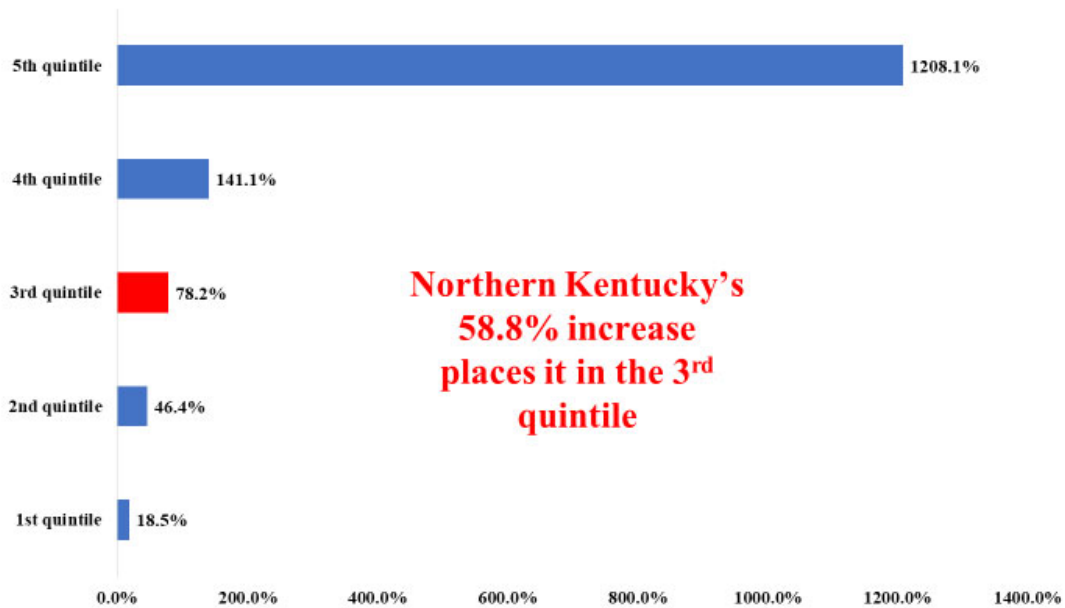 5th quintile
1208.1%
4th quintile
141.1%
3rd quintile
78.2%
Northern Kentucky’s
58.8% increase
places it in the 3rd
quintile
2nd quintile
46.4%
1st quintile
18.5%
0.0% 200.0% 400.0% 600.0% 800.0% 1000.0% 1200.0% 1400.0%